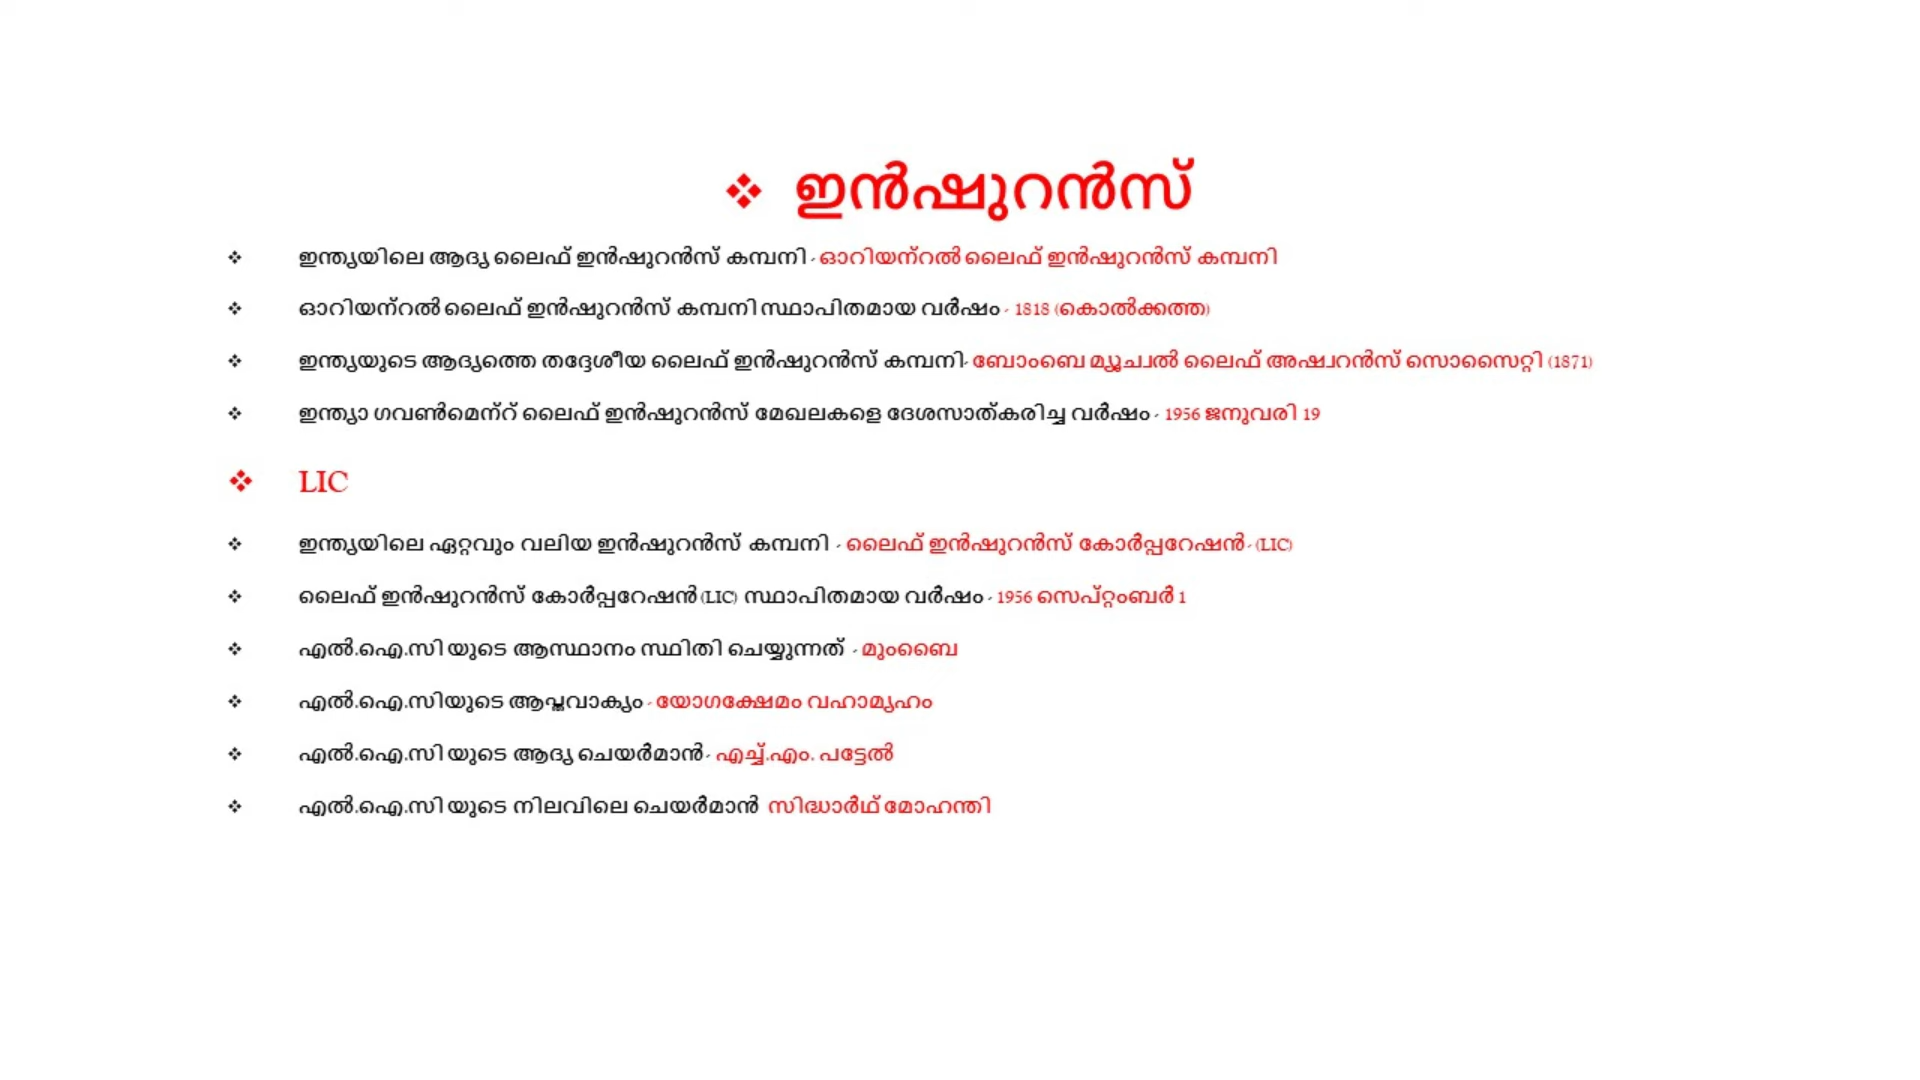 ❖ ഇൻഷുറൻസ്
❖ ഇന്ത്യയിലെ ആദ്യ ലൈഫ് ഇൻഷുറൻസ് കമ്പനി - ഓറിയന്റൽ ലൈഫ് ഇൻഷുറൻസ് കമ്പനി
❖ ഓറിയന്റൽ ലൈഫ് ഇൻഷുറൻസ് കമ്പനി സ്ഥാപിതമായ വർഷം - 1818 (കൊൽക്കത്ത)
❖ ഇന്ത്യയുടെ ആദ്യത്തെ തദ്ദേശീയ ലൈഫ് ഇൻഷുറൻസ് കമ്പനി- ബോംബെ മ്യൂച്വൽ ലൈഫ് അഷ്വറൻസ് സൊസൈറ്റി (1871)
❖ ഇന്ത്യാ ഗവൺമെന്റ് ലൈഫ് ഇൻഷുറൻസ് മേഖലകളെ ദേശസാത്കരിച്ച വർഷം - 1956 ജനുവരി 19
❖ LIC
❖ ഇന്ത്യയിലെ ഏറ്റവും വലിയ ഇൻഷുറൻസ് കമ്പനി - ലൈഫ് ഇൻഷുറൻസ് കോർപ്പറേഷൻ- (LIC)
❖ ലൈഫ് ഇൻഷുറൻസ് കോർപ്പറേഷൻ (LIC) സ്ഥാപിതമായ വർഷം - 1956 സെപ്റ്റംബർ 1
❖ എൽ.ഐ.സി യുടെ ആസ്ഥാനം സ്ഥിതി ചെയ്യുന്നത് - മുംബൈ
❖ എൽ.ഐ.സിയുടെ ആപ്തവാക്യം - യോഗക്ഷേമം വഹാമ്യഹം
❖ എൽ.ഐ.സി യുടെ ആദ്യ ചെയർമാൻ- എച്ച്.എം. പട്ടേൽ
❖ എൽ.ഐ.സി യുടെ നിലവിലെ ചെയർമാൻ സിദ്ധാർഥ് മോഹന്തി